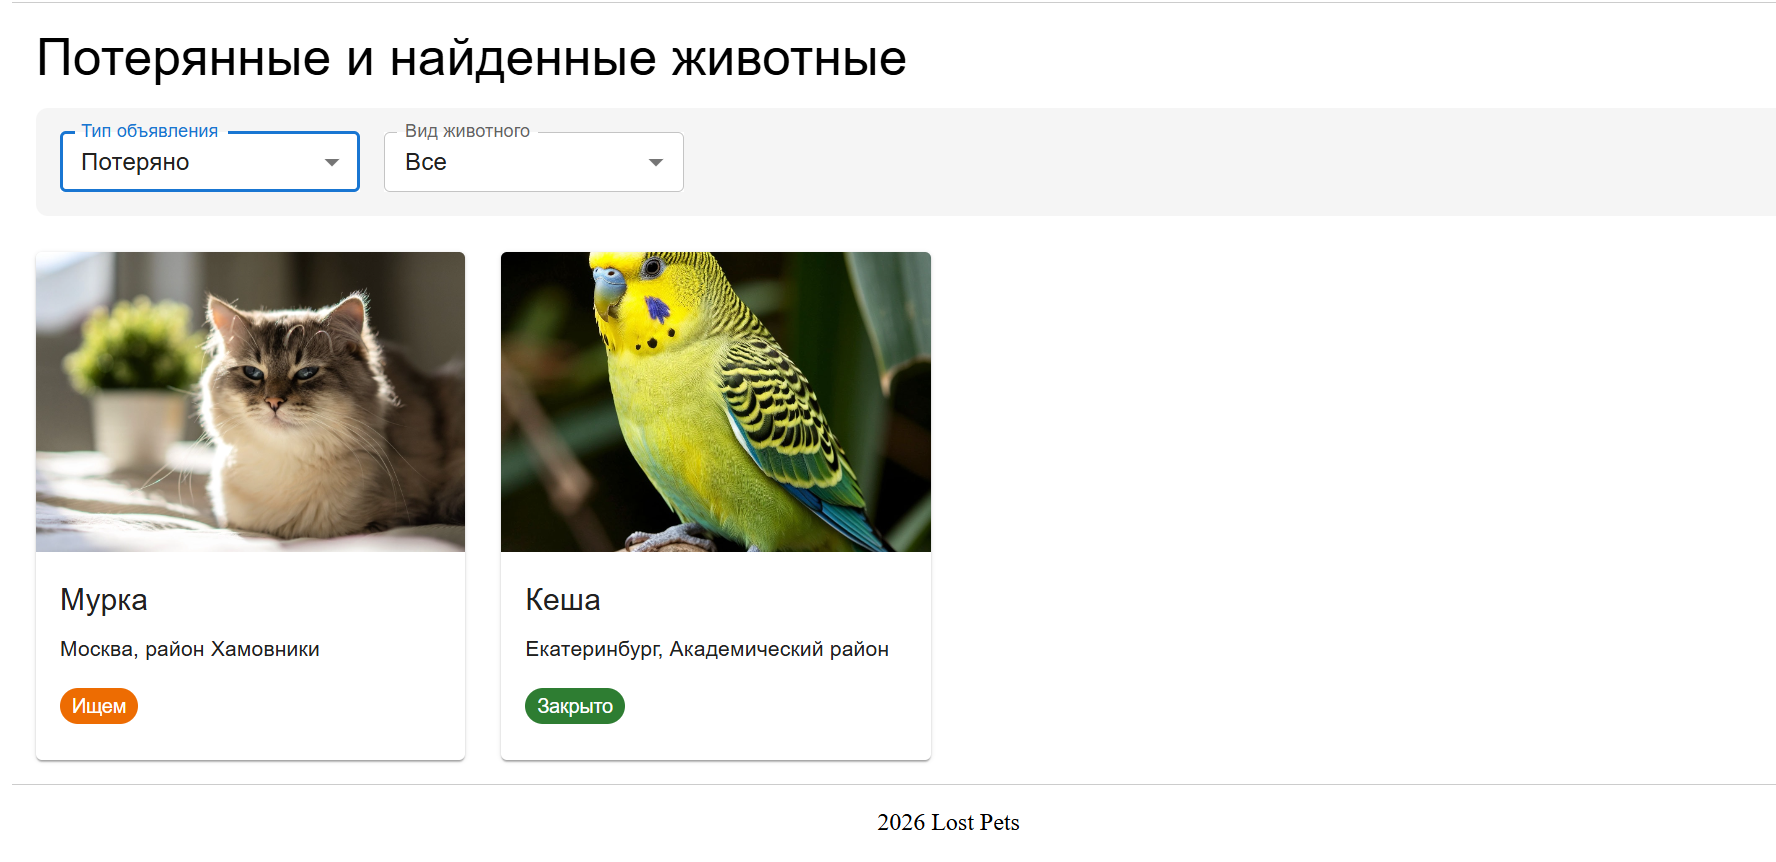 Потерянные и найденные животные
Тип объявления
Вид животного
Потеряно
Все
Мурка
Москва, район Хамовники
Ищем
Кеша
Екатеринбург, Академический район
Закрыто
2026 Lost Pets